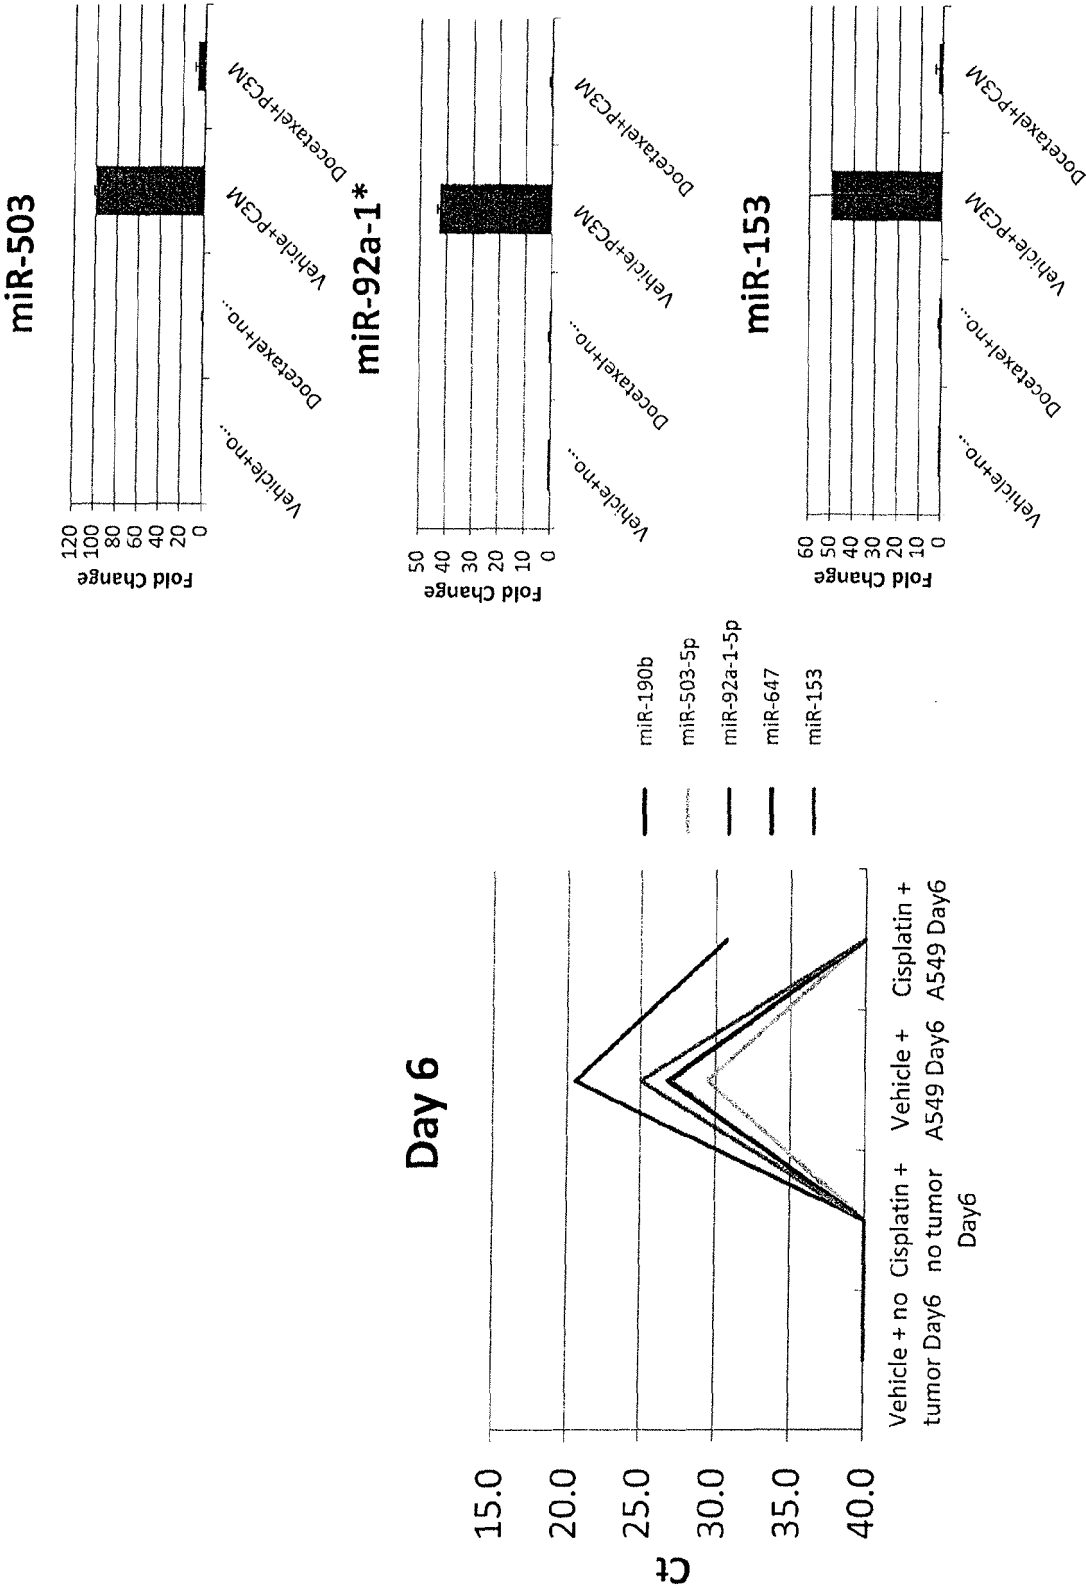 Day 6
Ct
15.0
20.0
25.0
30.0
35.0
40.0
Vehicle + no
tumor Day6
Cisplatin +
no tumor
Day6
Vehicle +
A549 Day6
Cisplatin +
A549 Day6
miR-190b
miR-503-5p
miR-92a-1-5p
miR-647
miR-153
miR-503
Fold Change
120
100
80
60
40
20
0
Vehicle+no...
Docetaxel+no...
Vehicle+PC3M
Docetaxel+PC3M
miR-92a-1*
Fold Change
50
40
30
20
10
0
Vehicle+no...
Docetaxel+no...
Vehicle+PC3M
Docetaxel+PC3M
miR-153
Fold Change
60
50
40
30
20
10
0
Vehicle+no...
Docetaxel+no...
Vehicle+PC3M
Docetaxel+PC3M